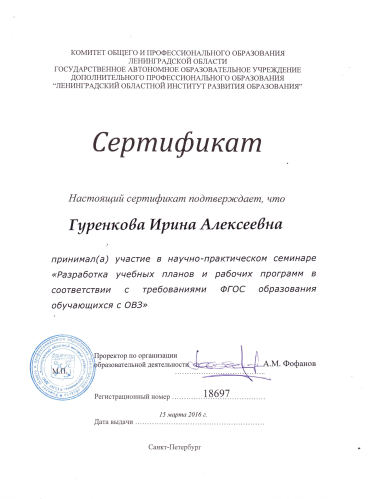 КОМИТЕТ ОБЩЕГО И ПРОФЕССИОНАЛЬНОГО ОБРАЗОВАНИЯ
ЛЕНИНГРАДСКОЙ ОБЛАСТИ
ГОСУДАРСТВЕННОЕ АВТОНОМНОЕ ОБРАЗОВАТЕЛЬНОЕ УЧРЕЖДЕНИЕ
ДОПОЛНИТЕЛЬНОГО ПРОФЕССИОНАЛЬНОГО ОБРАЗОВАНИЯ
“ЛЕНИНГРАДСКИЙ ОБЛАСТНОЙ ИНСТИТУТ РАЗВИТИЯ ОБРАЗОВАНИЯ”
Сертификат
Настоящий сертификат подтверждает, что
Гуренкова Ирина Алексеевна
принимал(а) участие в научно-практическом семинаре
«Разработка учебных планов и рабочих программ в
соответствии с требованиями ФГОС образования
обучающихся с ОВЗ»
Проректор по организации
образовательной деятельности А.М. Фофанов
М.П.
Регистрационный номер 18697
15 марта 2016 г.
Дата выдачи
Санкт-Петербург